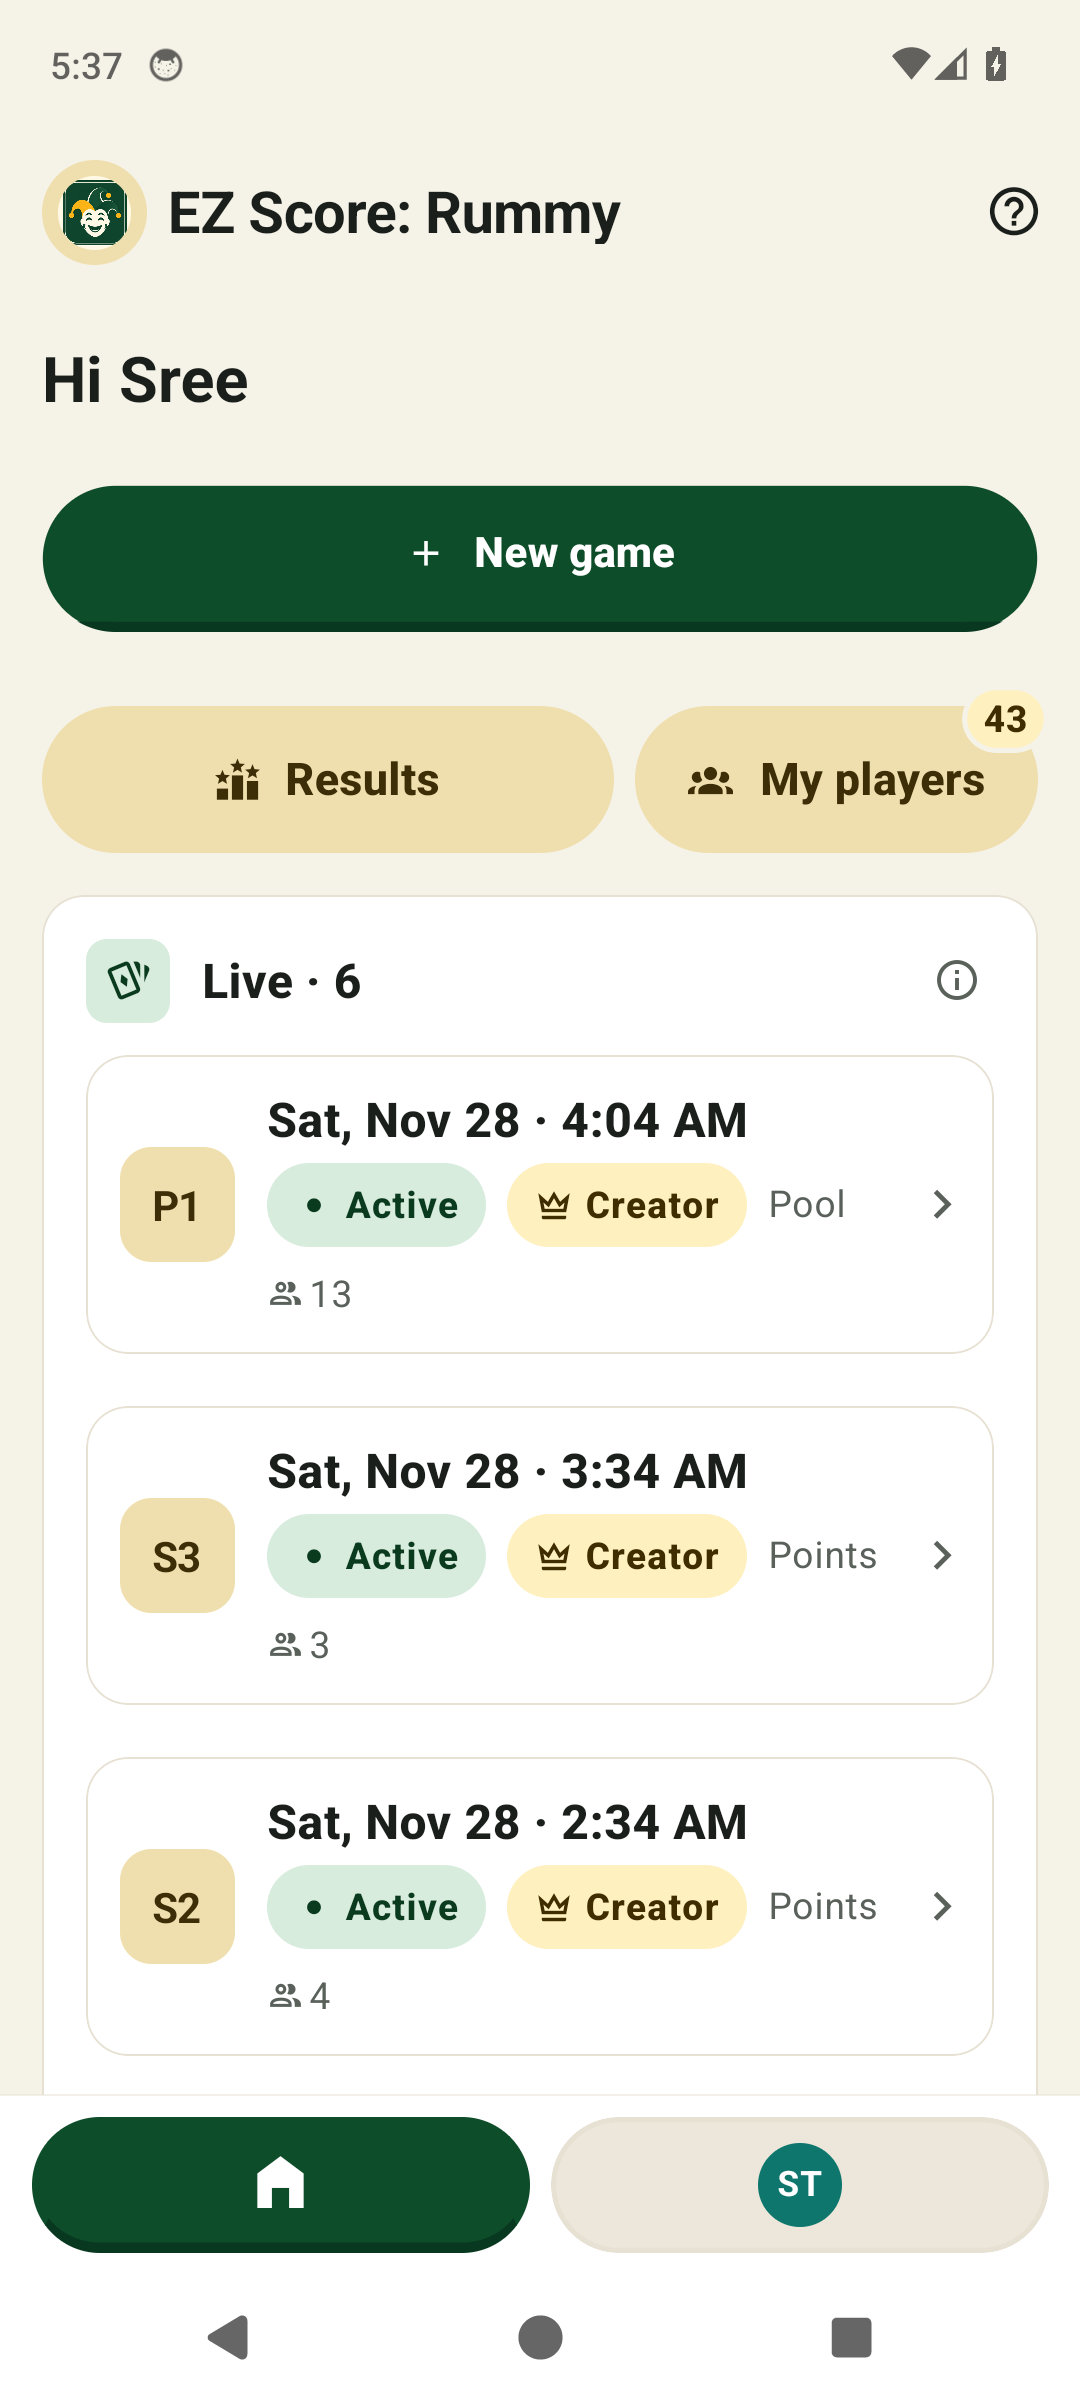 5:37
EZ Score: Rummy
Hi Sree
+ New game
43
Results
My players
Live · 6
Sat, Nov 28 · 4:04 AM
P1
Active
Creator
Pool
13
Sat, Nov 28 · 3:34 AM
S3
Active
Creator
Points
3
Sat, Nov 28 · 2:34 AM
S2
Active
Creator
Points
4
ST